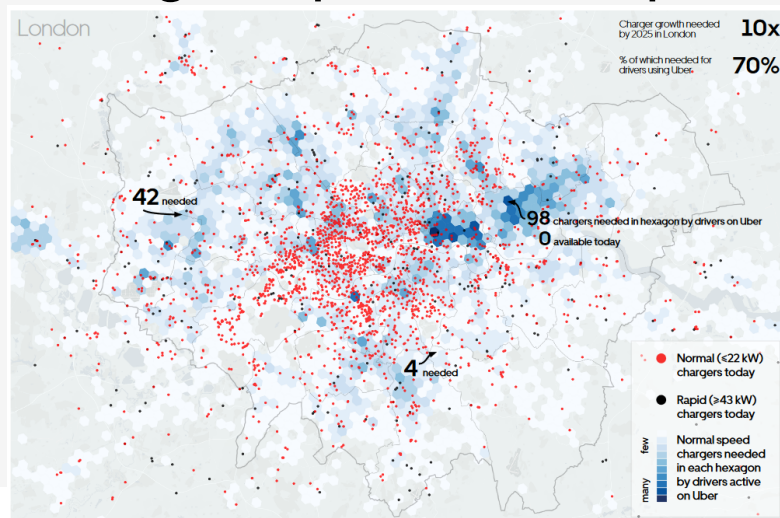 London
Charger growth needed
by 2025 in London
10x
% of which needed for
drivers using Uber
70%
42 needed
98 chargers needed in hexagon by drivers on Uber
0 available today
4 needed
Normal (≤22 kW)
chargers today
Rapid (≥43 kW)
chargers today
few
many
Normal speed
chargers needed
in each hexagon
by drivers active
on Uber